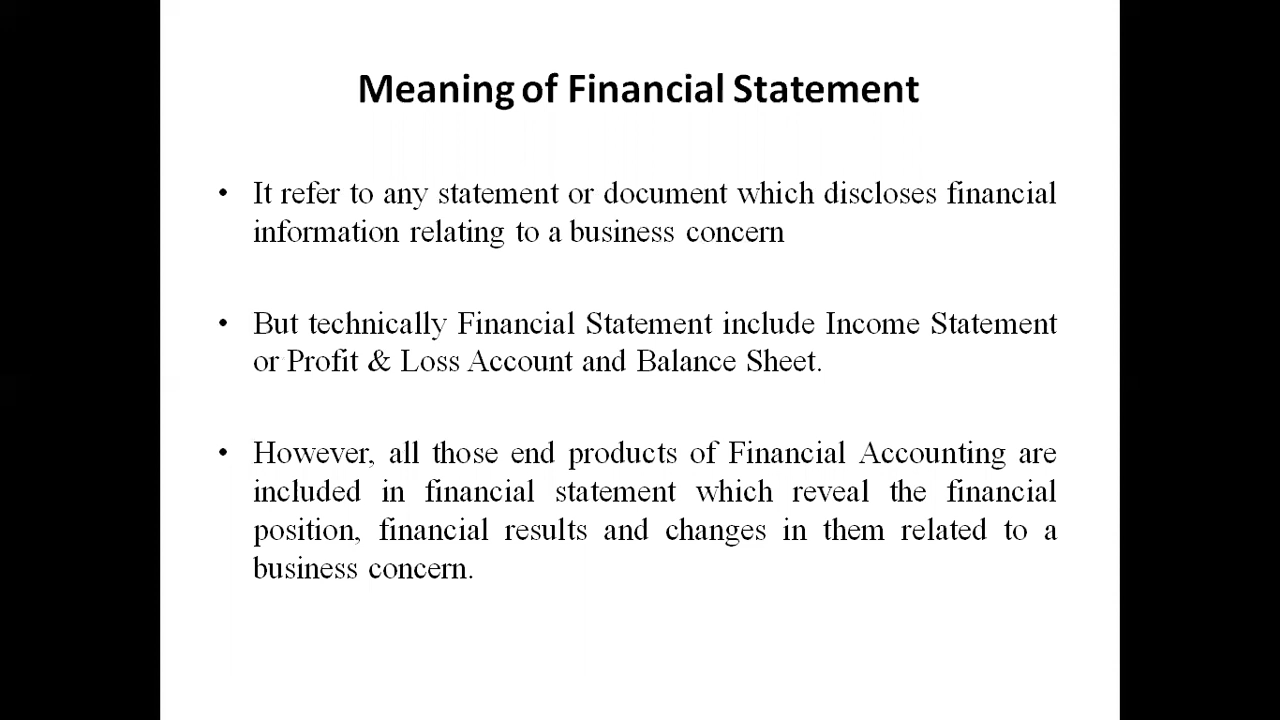 Meaning of Financial Statement
• It refer to any statement or document which discloses financial
information relating to a business concern
• But technically Financial Statement include Income Statement
or Profit & Loss Account and Balance Sheet.
• However, all those end products of Financial Accounting are
included in financial statement which reveal the financial
position, financial results and changes in them related to a
business concern.